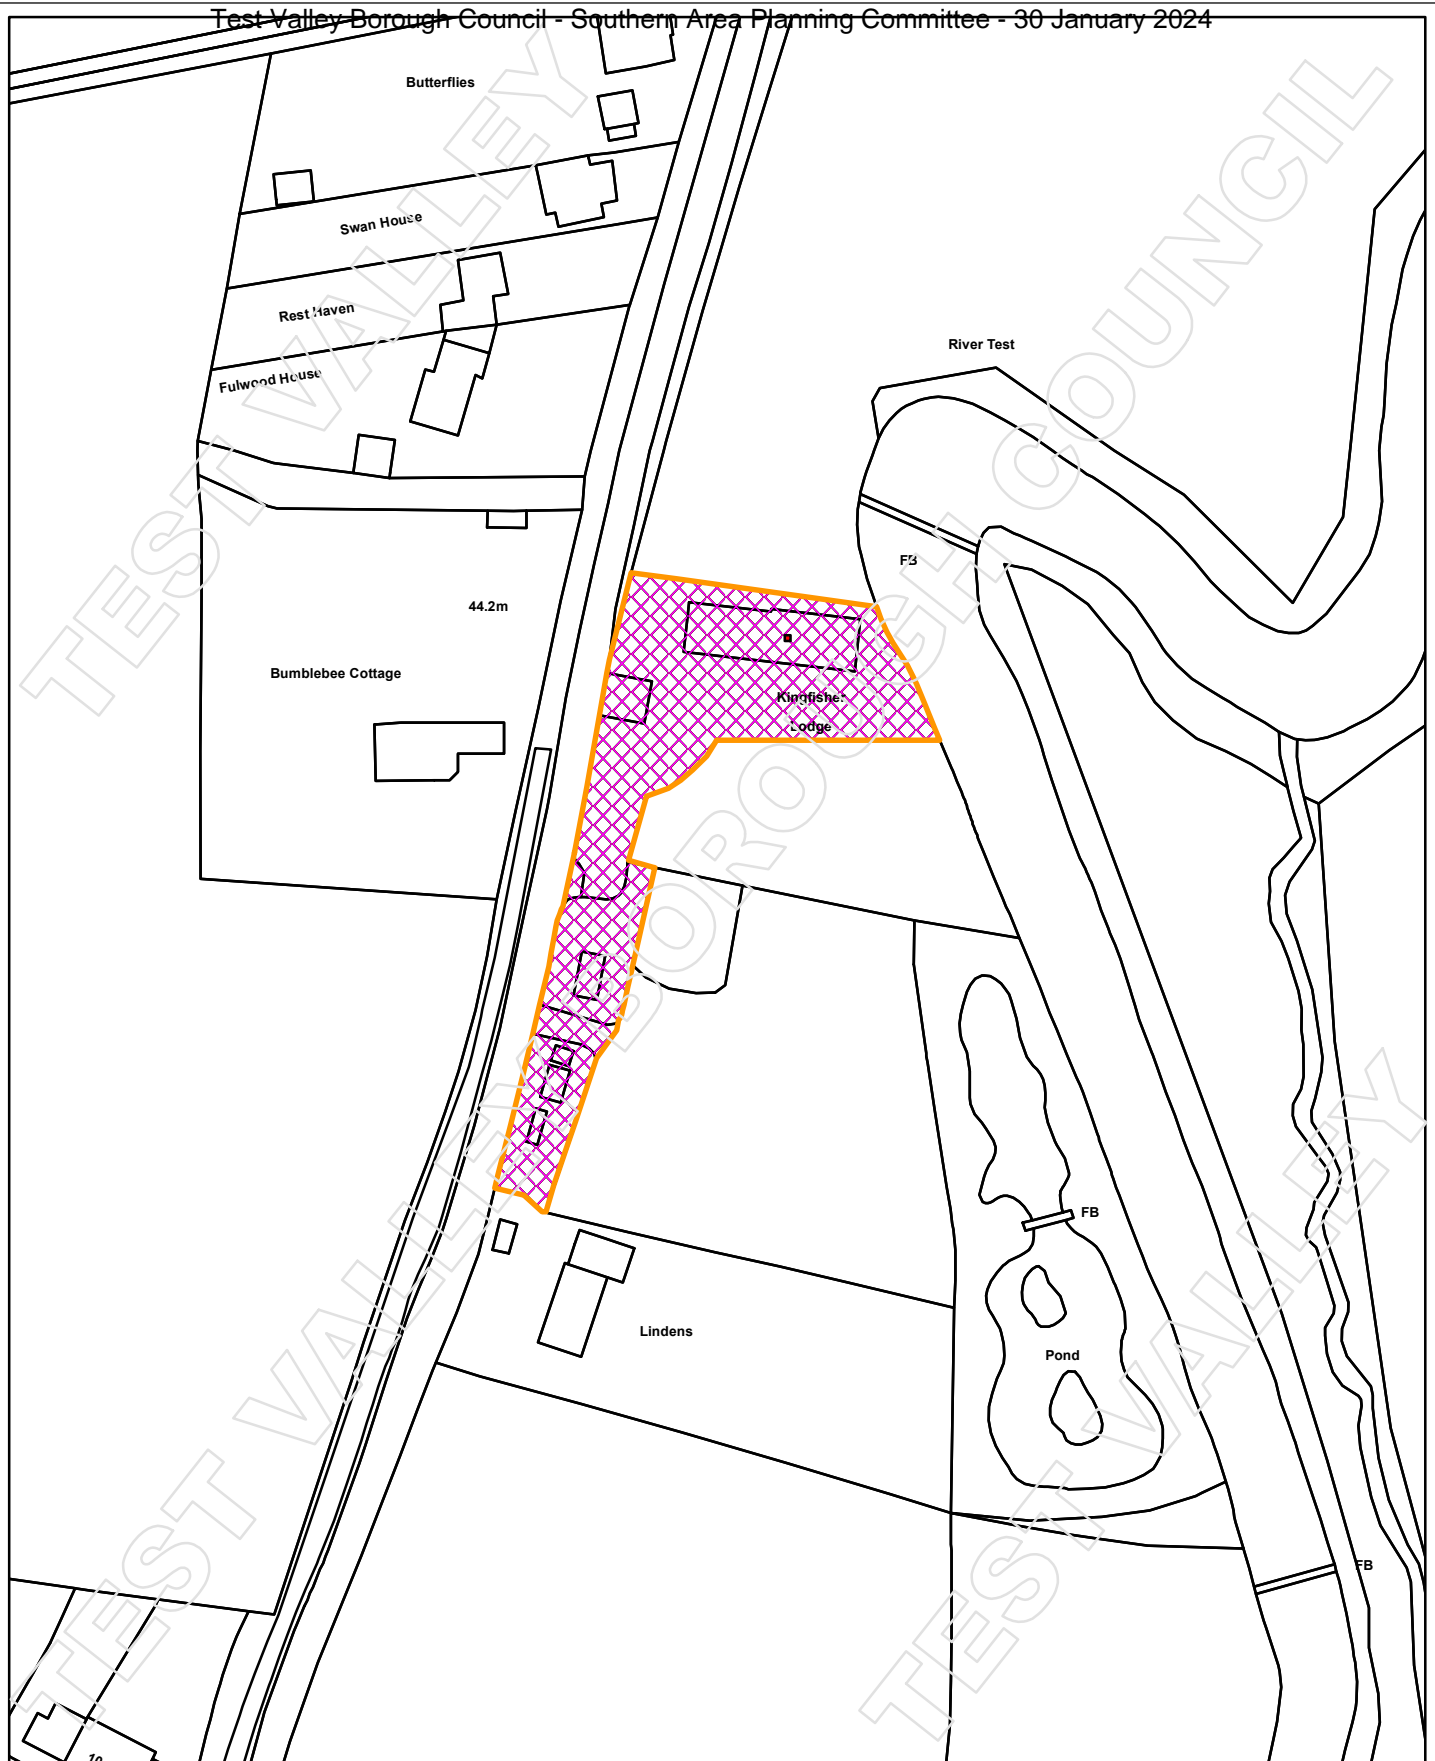 Test Valley Borough Council - Southern Area Planning Committee - 30 January 2024
Butterflies
Swan House
Rest Haven
Fulwood House
River Test
FB
44.2m
Bumblebee Cottage
Kingfisher
Lodge
FB
Lindens
Pond
FB
10
TEST VALLEY BOROUGH COUNCIL
TEST VALLEY
TEST VALLEY